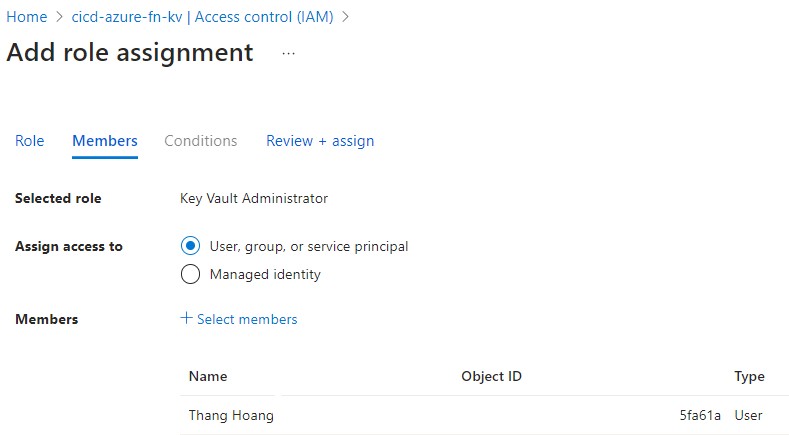 Home > cicd-azure-fn-kv | Access control (IAM) >
Add role assignment ...
Role Members Conditions Review + assign
Selected role Key Vault Administrator
Assign access to User, group, or service principal
Managed identity
Members + Select members
Name Object ID Type
Thang Hoang 5fa61a User